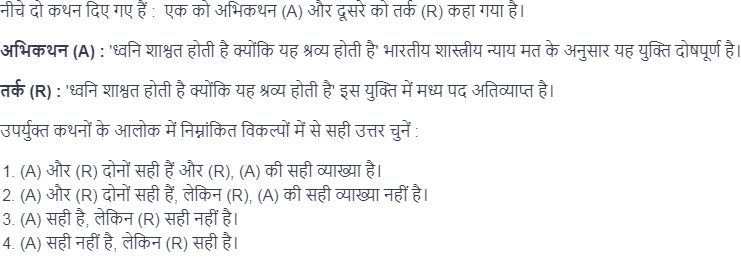 नीचे दो कथन दिए गए हैं : एक को अभिकथन (A) और दूसरे को तर्क (R) कहा गया है।
अभिकथन (A) : 'ध्वनि शाश्वत होती है क्योंकि यह श्रव्य होती है' भारतीय शास्त्रीय न्याय मत के अनुसार यह युक्ति दोषपूर्ण है।
तर्क (R) : 'ध्वनि शाश्वत होती है क्योंकि यह श्रव्य होती है' इस युक्ति में मध्य पद अतिव्याप्त है।
उपर्युक्त कथनों के आलोक में निम्नांकित विकल्पों में से सही उत्तर चुनें :
1. (A) और (R) दोनों सही हैं और (R), (A) की सही व्याख्या है।
2. (A) और (R) दोनों सही हैं, लेकिन (R), (A) की सही व्याख्या नहीं है।
3. (A) सही है, लेकिन (R) सही नहीं है।
4. (A) सही नहीं है, लेकिन (R) सही है।